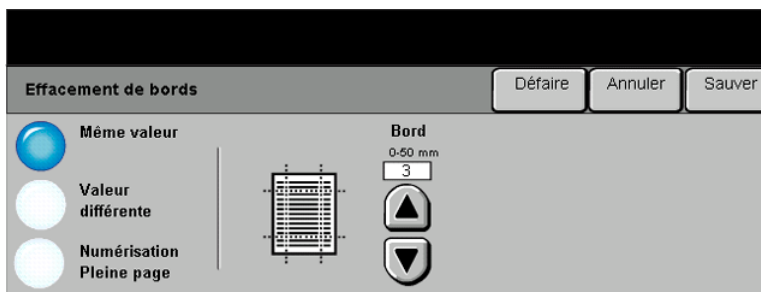 Effacement de bords
Défaire
Annuler
Sauver
Même valeur
Valeur
différente
Numérisation
Pleine page
Bord
0-50 mm
3